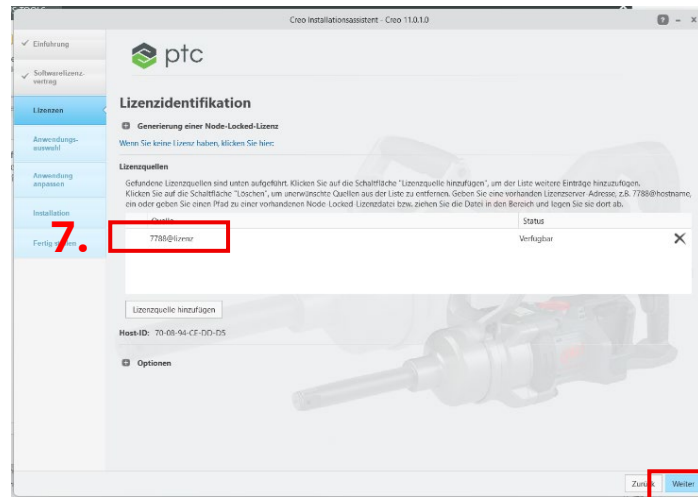 Creo Installationsassistent - Creo 11.0.1.0
Einführung
ptc
Softwarelizenz-
vertrag
Lizenzen
Lizenzidentifikation
Generierung einer Node-Locked-Lizenz
Anwendungs-
auswahl
Wenn Sie keine Lizenz haben, klicken Sie hier:
Lizenzquellen
Anwendung
anpassen
Gefundene Lizenzquellen sind unten aufgeführt. Klicken Sie auf die Schaltfläche "Lizenzquelle hinzufügen", um der Liste weitere Einträge hinzuzufügen.
Klicken Sie auf die Schaltfläche "Löschen", um unerwünschte Quellen aus der Liste zu entfernen. Geben Sie eine vorhanden Lizenzserver-Adresse, z.B. 7788@hostname,
ein oder geben Sie einen Pfad zu einer vorhandenen Node-Locked-Lizenzdatei bzw. ziehen Sie die Datei in den Bereich und legen Sie sie dort ab.
Installation
Quelle
Status
7.
Fertig
7788@lizenz
Verfügbar
Lizenzquelle hinzufügen
Host-ID: 70-08-94-CE-DD-D5
Optionen
Zurück
Weiter